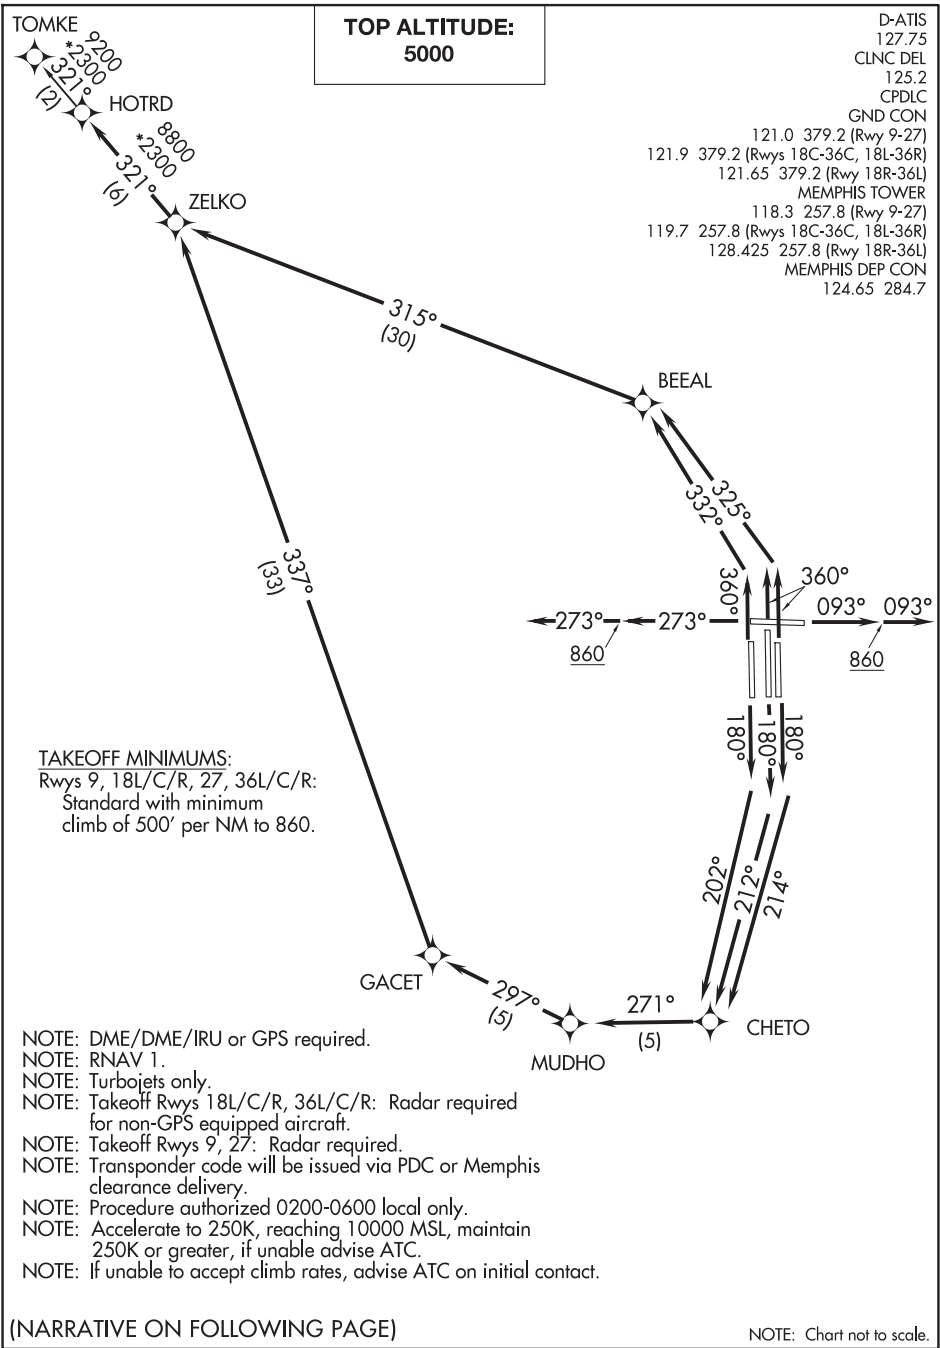 TOP ALTITUDE:
5000
D-ATIS
127.75
CLNC DEL
125.2
CPDLC
GND CON
121.0 379.2 (Rwy 9-27)
121.9 379.2 (Rwys 18C-36C, 18L-36R)
121.65 379.2 (Rwy 18R-36L)
MEMPHIS TOWER
118.3 257.8 (Rwy 9-27)
119.7 257.8 (Rwys 18C-36C, 18L-36R)
128.425 257.8 (Rwy 18R-36L)
MEMPHIS DEP CON
124.65 284.7
TOMKE
9200
*2300
321°
(2)
HOTRD
8800
*2300
321°
(6)
ZELKO
315°
(30)
BEEAL
325°
332°
337°
(33)
360°
360°
273°
273°
860
093°
093°
860
180°
180°
180°
TAKEOFF MINIMUMS:
Rwys 9, 18L/C/R, 27, 36L/C/R:
Standard with minimum
climb of 500' per NM to 860.
202°
212°
214°
GACET
297°
(5)
MUDHO
271°
(5)
CHETO
NOTE: DME/DME/IRU or GPS required.
NOTE: RNAV 1.
NOTE: Turbojets only.
NOTE: Takeoff Rwys 18L/C/R, 36L/C/R: Radar required
for non-GPS equipped aircraft.
NOTE: Takeoff Rwys 9, 27: Radar required.
NOTE: Transponder code will be issued via PDC or Memphis
clearance delivery.
NOTE: Procedure authorized 0200-0600 local only.
NOTE: Accelerate to 250K, reaching 10000 MSL, maintain
250K or greater, if unable advise ATC.
NOTE: If unable to accept climb rates, advise ATC on initial contact.
(NARRATIVE ON FOLLOWING PAGE)
NOTE: Chart not to scale.